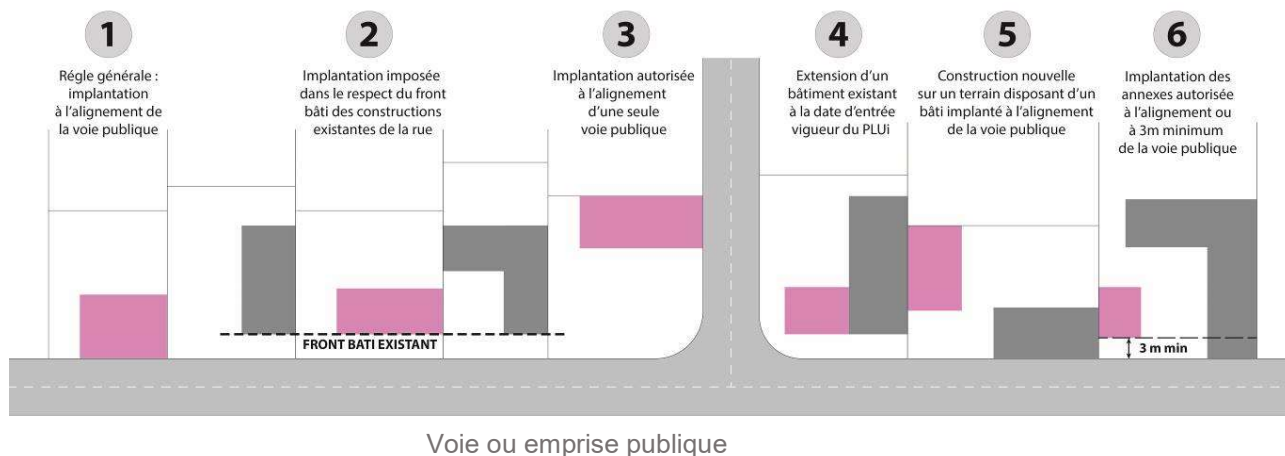 1
Régle générale :
implantation
à l'alignement de
la voie publique
2
Implantation imposée
dans le respect du front
bâti des constructions
existantes de la rue
3
Implantation autorisée
à l'alignement
d'une seule
voie publique
4
Extension d'un
bâtiment existant
à la date d'entrée
vigueur du PLUi
5
Construction nouvelle
sur un terrain disposant d'un
bâti implanté à l'alignement
de la voie publique
6
Implantation des
annexes autorisée
à l'alignement ou
à 3m minimum
de la voie publique
FRONT BATI EXISTANT
3 m min
Voie ou emprise publique